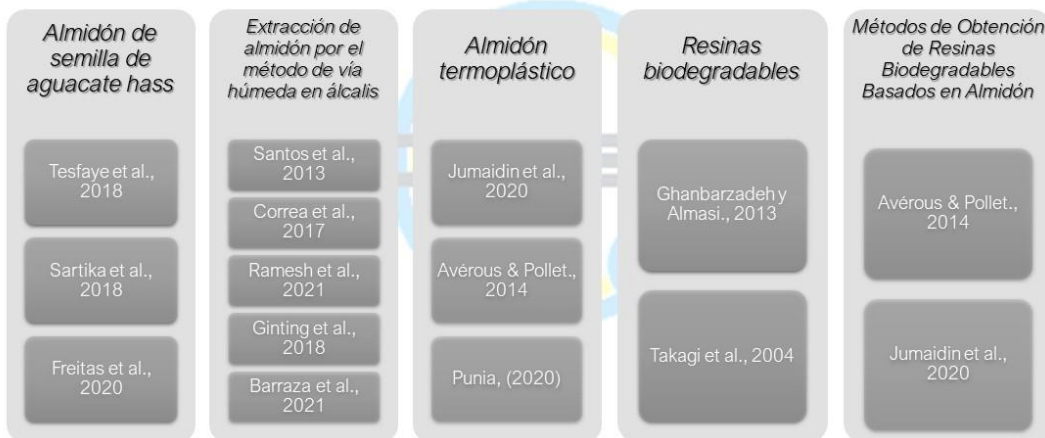 Almidón de
semilla de
aguacate hass
Tesfaye et al.,
2018
Sartika et al.,
2018
Freitas et al.,
2020
Extracción de
almidón por el
método de vía
húmeda en álcalis
Santos et al.,
2013
Correa et al.,
2017
Ramesh et al.,
2021
Ginting et al.,
2018
Barraza et al.,
2021
Almidón
termoplástico
Jumaidin et al.,
2020
Avérous & Pollet.,
2014
Punia, (2020)
Resinas
biodegradables
Ghanbarzadeh y
Almasi., 2013
Takagi et al., 2004
Métodos de Obtención
de Resinas
Biodegradables
Basados en Almidón
Avérous & Pollet.,
2014
Jumaidin et al.,
2020